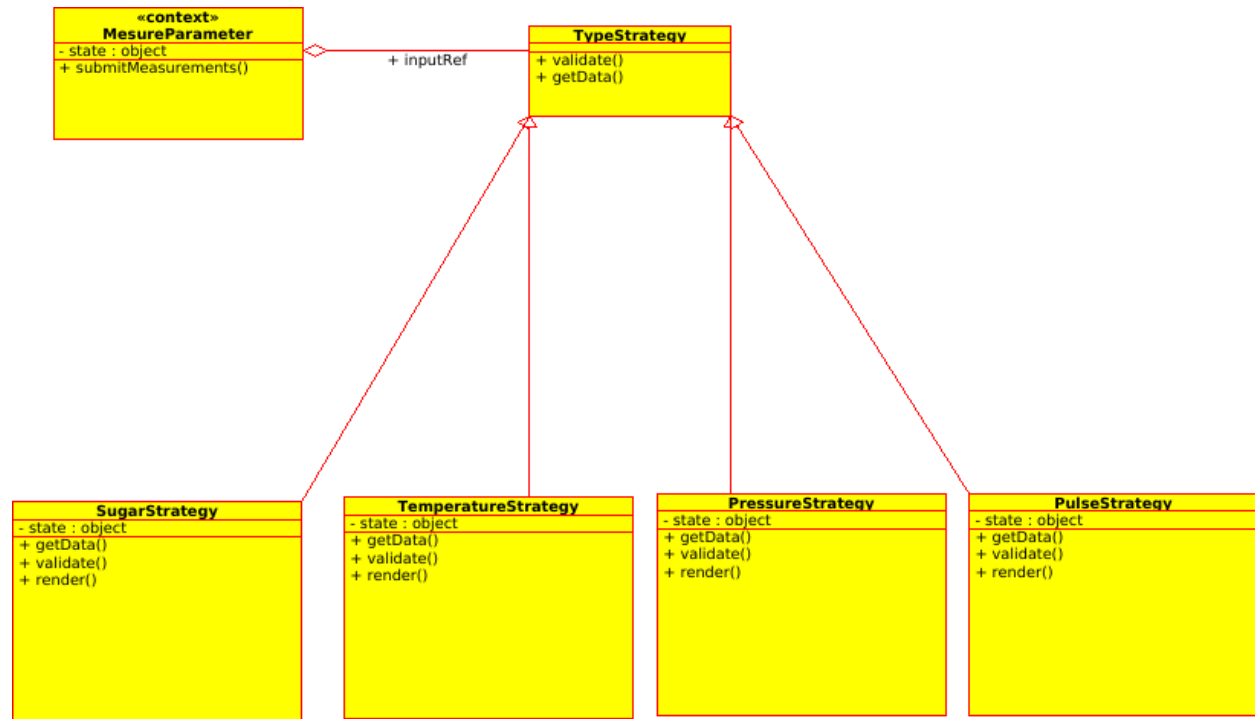 «context»
MesureParameter
- state : object
+ submitMeasurements()
+ inputRef
TypeStrategy
+ validate()
+ getData()
SugarStrategy
- state : object
+ getData()
+ validate()
+ render()
TemperatureStrategy
- state : object
+ getData()
+ validate()
+ render()
PressureStrategy
- state : object
+ getData()
+ validate()
+ render()
PulseStrategy
- state : object
+ getData()
+ validate()
+ render()